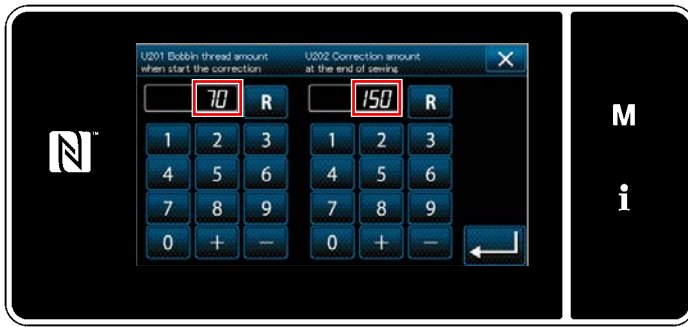 U201 Bobbin thread amount
when start the correction
U202 Correction amount
at the end of sewing
70
R
150
R
1 2 3
4 5 6
7 8 9
0 + −
1 2 3
4 5 6
7 8 9
0 + −
M
i
N